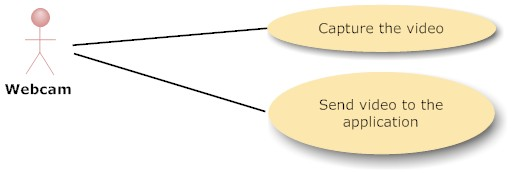 Capture the video
Webcam
Send video to the
application